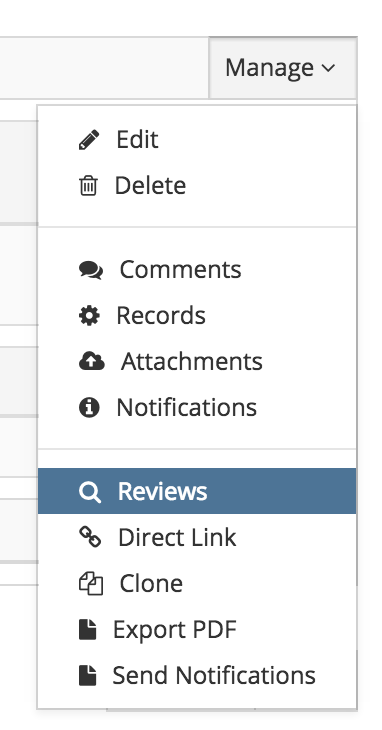 Manage
Edit
Delete
Comments
Records
Attachments
Notifications
Reviews
Direct Link
Clone
Export PDF
Send Notifications